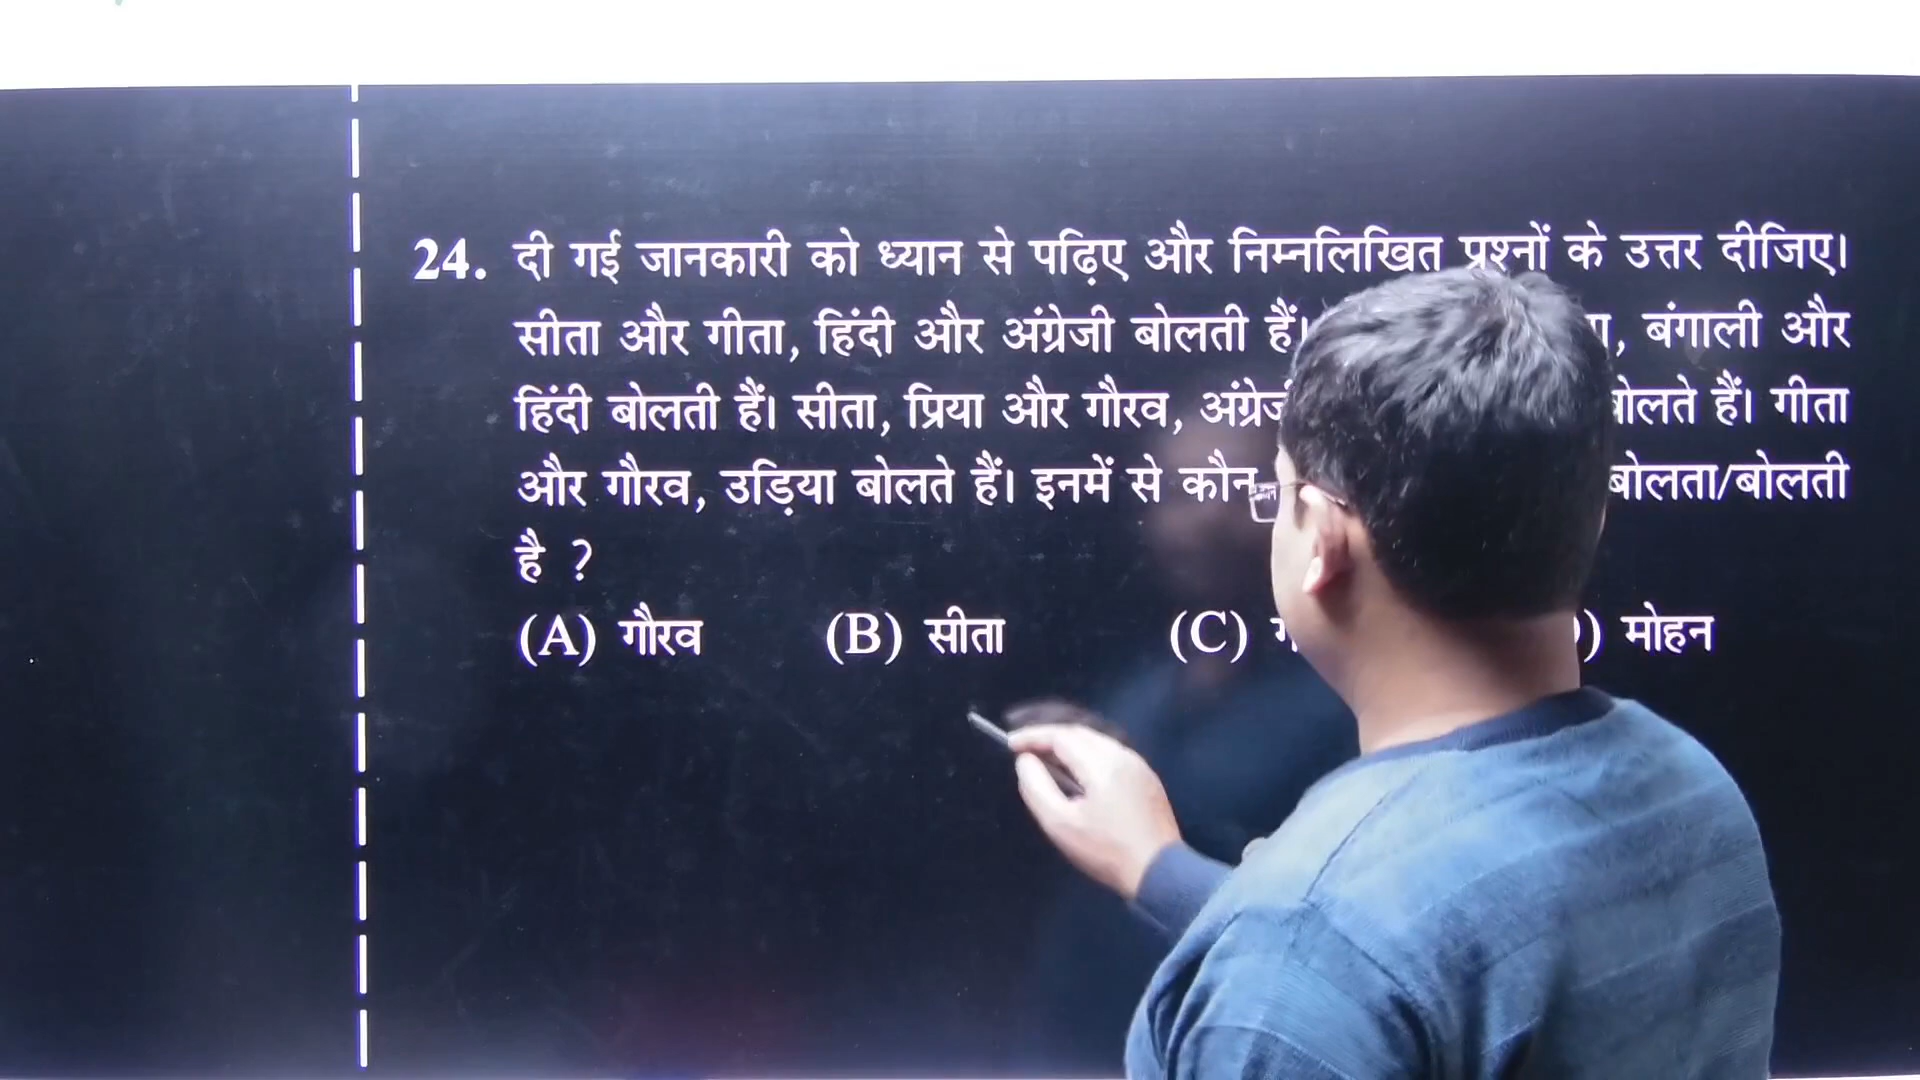 24. दी गई जानकारी को ध्यान से पढ़िए और निम्नलिखित प्रश्नों के उत्तर दीजिए।
सीता और गीता, हिंदी और अंग्रेजी बोलती हैं। बंगाली और
हिंदी बोलती हैं। सीता, प्रिया और गौरव, बोलते हैं। गीता
और गौरव, उड़िया बोलते हैं। इनमें से कौन बोलता/बोलती
है ?
(A) गौरव (B) सीता (C) मोहन